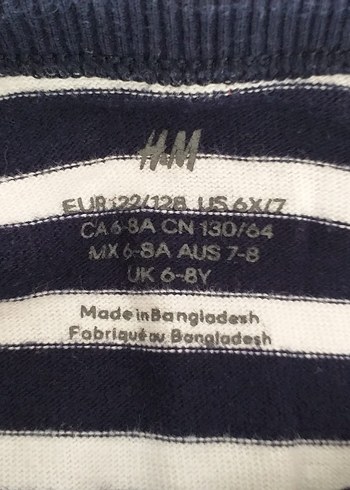 H&M
EUR 122/128 US 6X/7
CA 6-8A CN 130/64
MX 6-8A AUS 7-8
UK 6-8Y
Made in Bangladesh
Fabriqué au Bangladesh